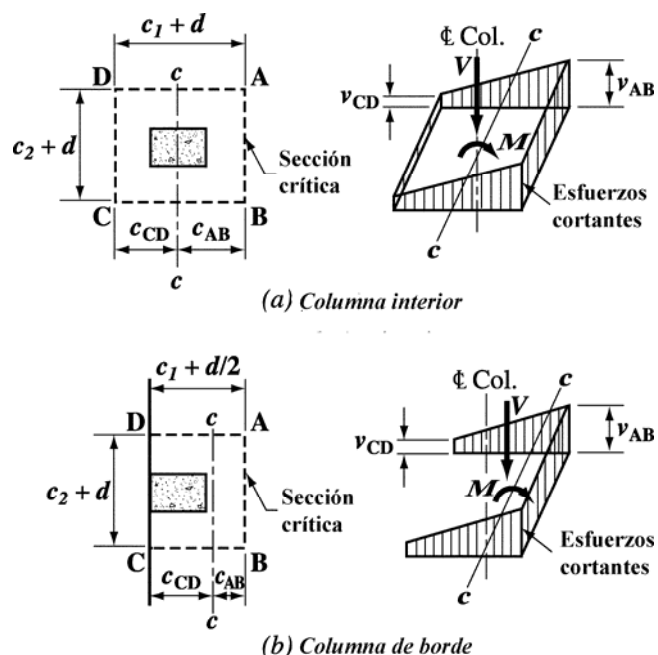 c1 + d
D
c
A
c2 + d
Sección
crítica
C
B
cCD
cAB
c
℄ Col.
c
V
vCD
vAB
M
Esfuerzos
cortantes
c
(a) Columna interior
c1 + d/2
D
c
A
c2 + d
Sección
crítica
C
B
cCD
cAB
c
℄ Col.
c
V
vCD
vAB
M
Esfuerzos
cortantes
c
(b) Columna de borde